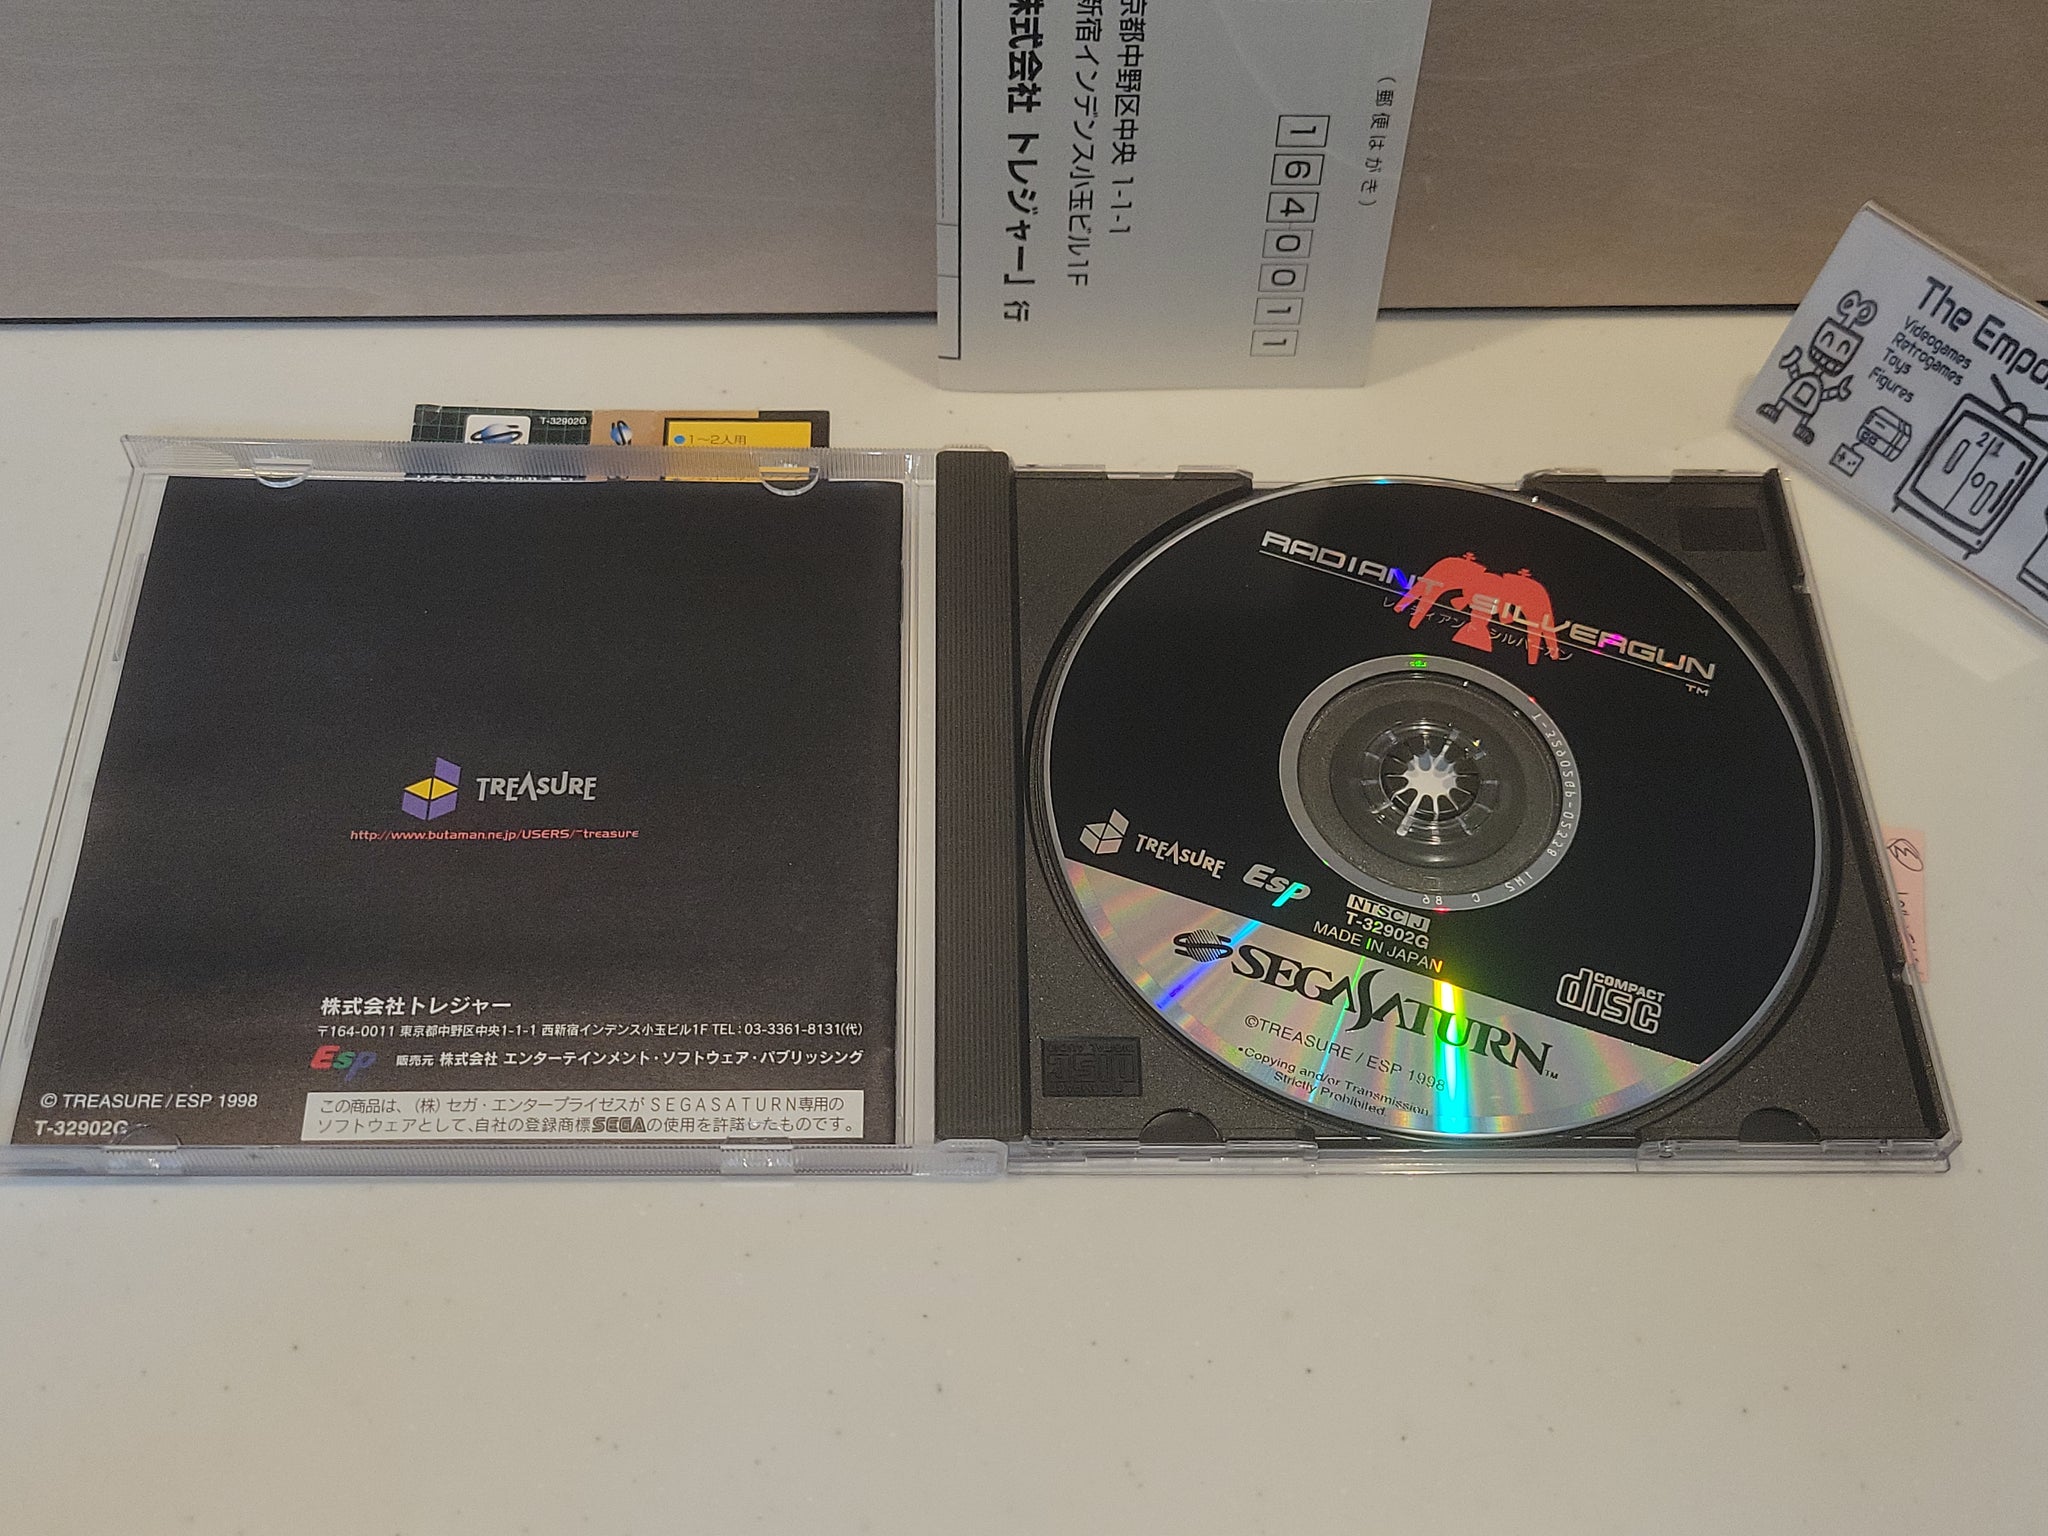 (郵便はがき)
1640011
京都中野区中央 1-1-1
新宿インデンス小玉ビル1F
株式会社 トレジャー」行
The Empo
Videogames
Retrogames
Toys
Figures
T-32902G
1〜2人用
TREASURE
http://www.butaman.ne.jp/USERS/~treasure
株式会社トレジャー
〒164-0011 東京都中野区中央1-1-1 西新宿インデンス小玉ビル1F TEL:03-3361-8131(代)
Esp 販売元 株式会社 エンターテインメント・ソフトウェア・パブリッシング
© TREASURE / ESP 1998
T-32902G
この商品は、(株)セガ・エンタープライゼスがSEGASATURN専用の
ソフトウェアとして、自社の登録商標SEGAの使用を許諾したものです。
RADIANT SILVERGUN
TM
レイディアント シルバーガン
TREASURE
Esp
NTSC J
T-32902G
MADE IN JAPAN
SEGA SATURN TM
COMPACT
disc
©TREASURE / ESP 1998
•Copying and/or Transmission
Strictly Prohibited.